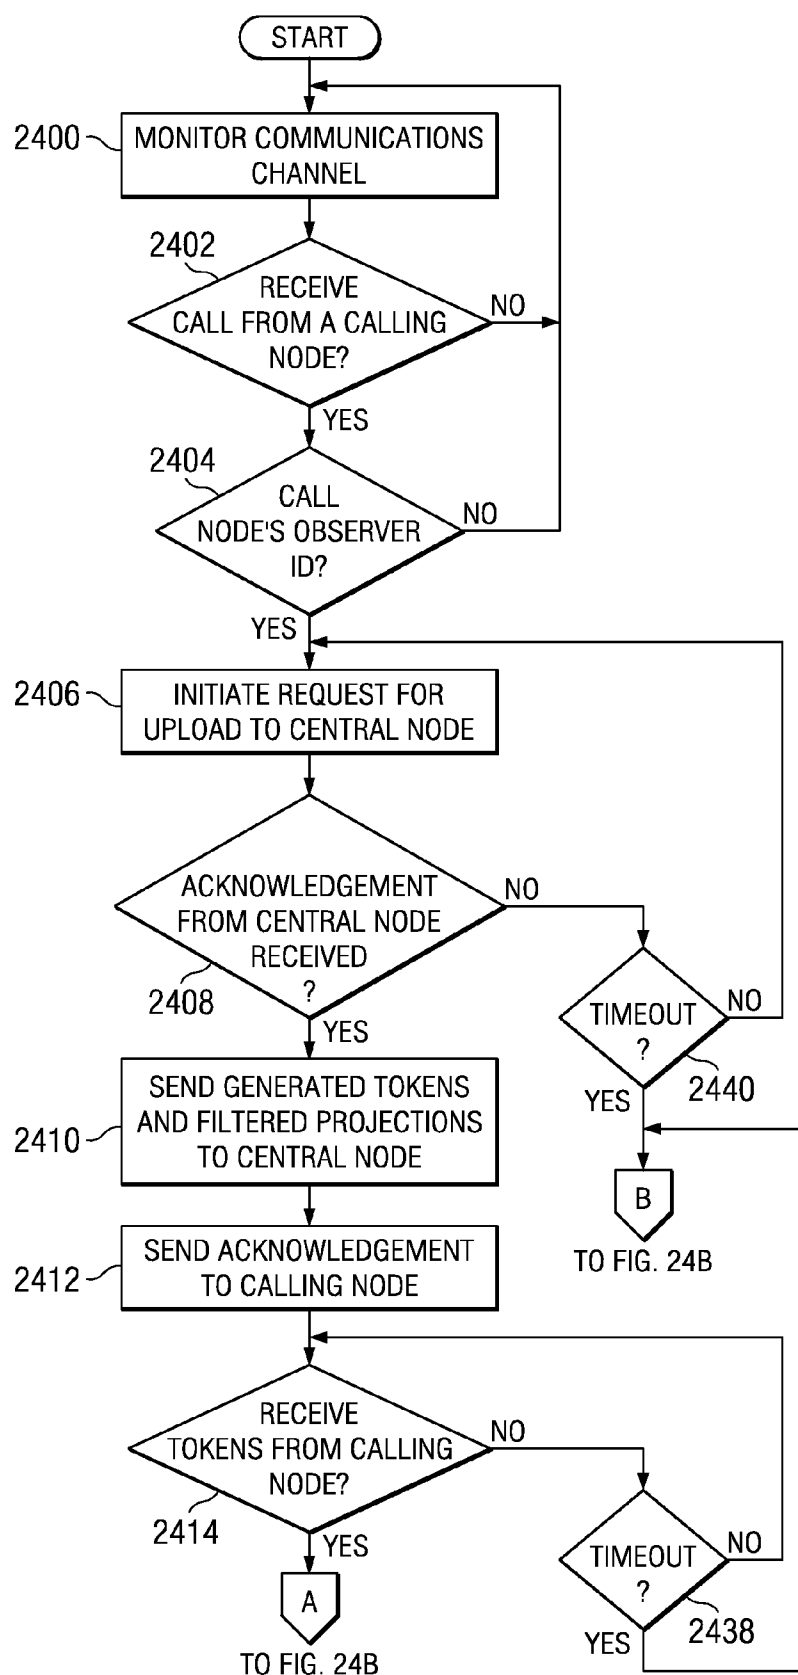 START
2400
MONITOR COMMUNICATIONS
CHANNEL
2402
RECEIVE
CALL FROM A CALLING
NODE?
NO
YES
2404
CALL
NODE'S OBSERVER
ID?
NO
YES
2406
INITIATE REQUEST FOR
UPLOAD TO CENTRAL NODE
ACKNOWLEDGEMENT
FROM CENTRAL NODE
RECEIVED
?
2408
NO
YES
TIMEOUT
?
NO
2440
YES
B
TO FIG. 24B
2410
SEND GENERATED TOKENS
AND FILTERED PROJECTIONS
TO CENTRAL NODE
2412
SEND ACKNOWLEDGEMENT
TO CALLING NODE
RECEIVE
TOKENS FROM CALLING
NODE?
2414
NO
YES
A
TO FIG. 24B
TIMEOUT
?
NO
2438
YES